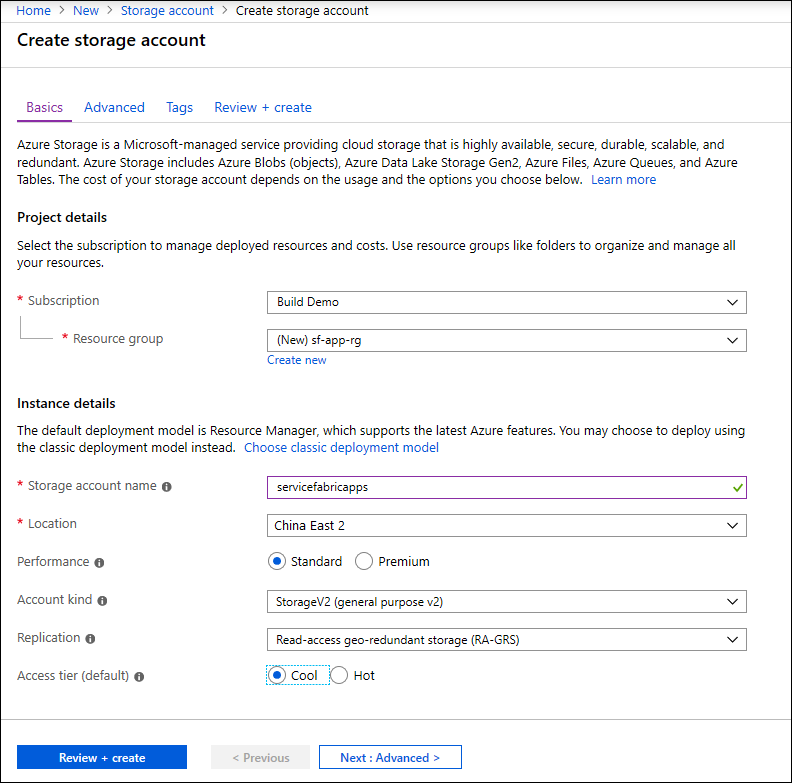 Home > New > Storage account > Create storage account
Create storage account
Basics Advanced Tags Review + create
Azure Storage is a Microsoft-managed service providing cloud storage that is highly available, secure, durable, scalable, and
redundant. Azure Storage includes Azure Blobs (objects), Azure Data Lake Storage Gen2, Azure Files, Azure Queues, and Azure
Tables. The cost of your storage account depends on the usage and the options you choose below. Learn more
Project details
Select the subscription to manage deployed resources and costs. Use resource groups like folders to organize and manage all
your resources.
* Subscription Build Demo
* Resource group (New) sf-app-rg
Create new
Instance details
The default deployment model is Resource Manager, which supports the latest Azure features. You may choose to deploy using
the classic deployment model instead. Choose classic deployment model
* Storage account name servicefabricapps
* Location China East 2
Performance Standard Premium
Account kind StorageV2 (general purpose v2)
Replication Read-access geo-redundant storage (RA-GRS)
Access tier (default) Cool Hot
Review + create < Previous Next : Advanced >